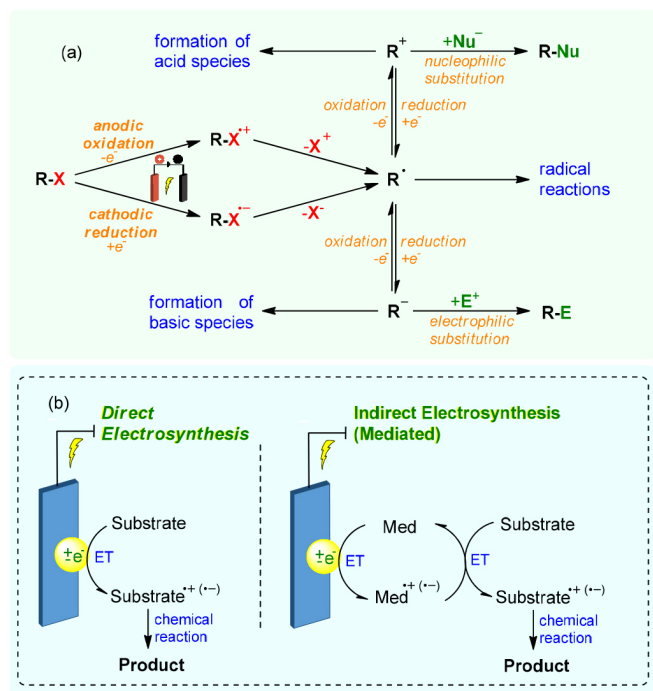 (a)
formation of
acid species
R⁺
+Nu⁻
nucleophilic
substitution
R-Nu
oxidation
-e⁻
reduction
+e⁻
anodic
oxidation
-e⁻
R-X•⁺
-X⁺
R-X
R•
radical
reactions
cathodic
reduction
+e⁻
R-X•⁻
-X⁻
oxidation
-e⁻
reduction
+e⁻
formation of
basic species
R⁻
+E⁺
electrophilic
substitution
R-E
(b)
Direct
Electrosynthesis
Substrate
±e⁻
ET
Substrate•+ (•−)
chemical
reaction
Product
Indirect Electrosynthesis
(Mediated)
Med
Substrate
±e⁻
ET
ET
Med•+ (•−)
Substrate•+ (•−)
chemical
reaction
Product